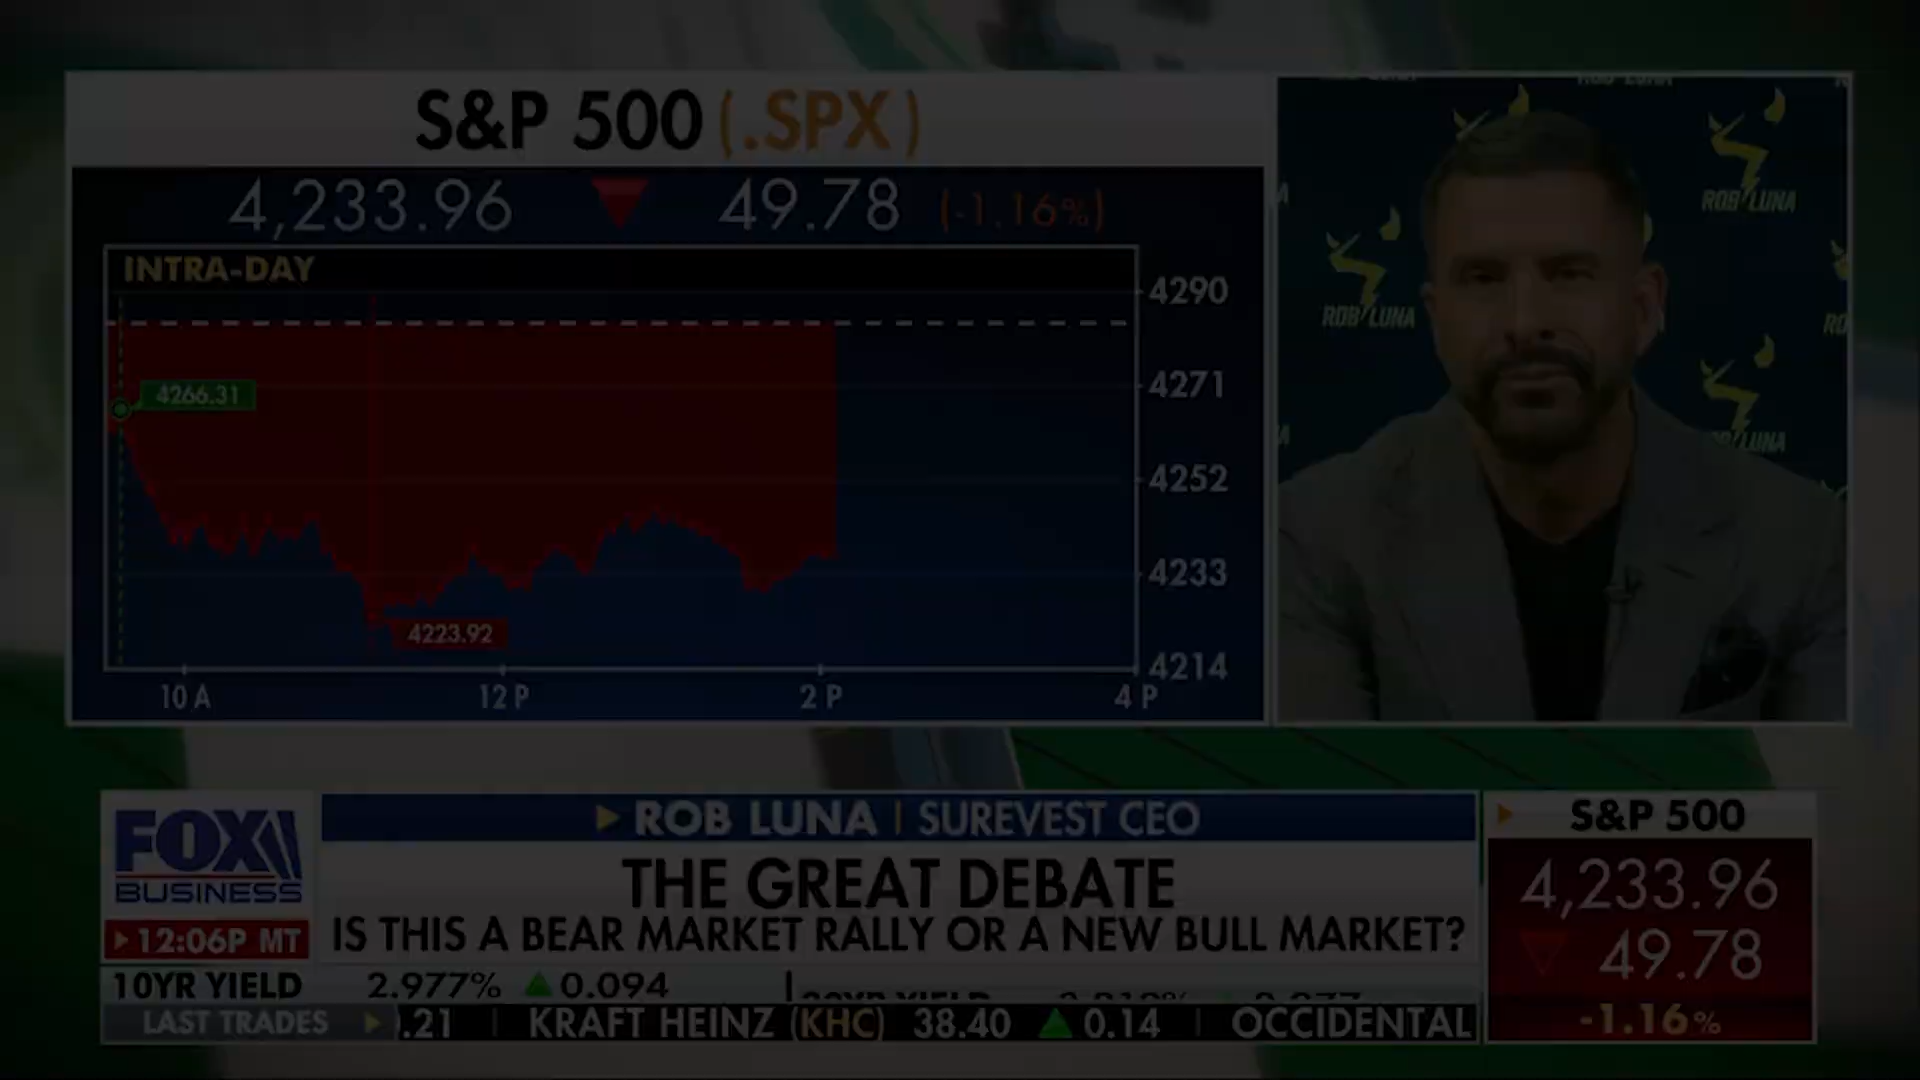 S&P 500 (.SPX)
4,233.96 ▼ 49.78 (-1.16%)
INTRA-DAY
4290
4271
4252
4233
4214
4266.31
4223.92
10 A 12 P 2 P 4 P
ROB LUNA
ROB LUNA
ROB LUNA
FOX BUSINESS
12:06P MT
ROB LUNA | SUREVEST CEO
THE GREAT DEBATE
IS THIS A BEAR MARKET RALLY OR A NEW BULL MARKET?
10YR YIELD 2.977% ▲ 0.094
LAST TRADES .21 | KRAFT HEINZ (KHC) 38.40 ▲ 0.14 | OCCIDENTAL
S&P 500
4,233.96
▼ 49.78
-1.16%